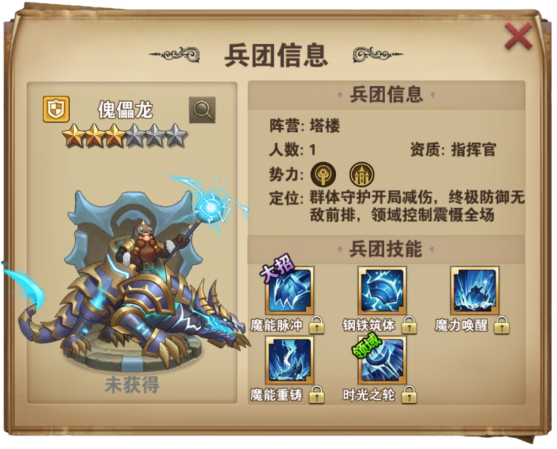 兵团信息
傀儡龙
未获得
兵团信息
阵营: 塔楼
人数: 1 资质: 指挥官
势力:
定位: 群体守护开局减伤，终极防御无
敌前排，领域控制震慑全场
兵团技能
大招
魔能脉冲 钢铁筑体 魔力唤醒
领域
魔能重铸 时光之轮